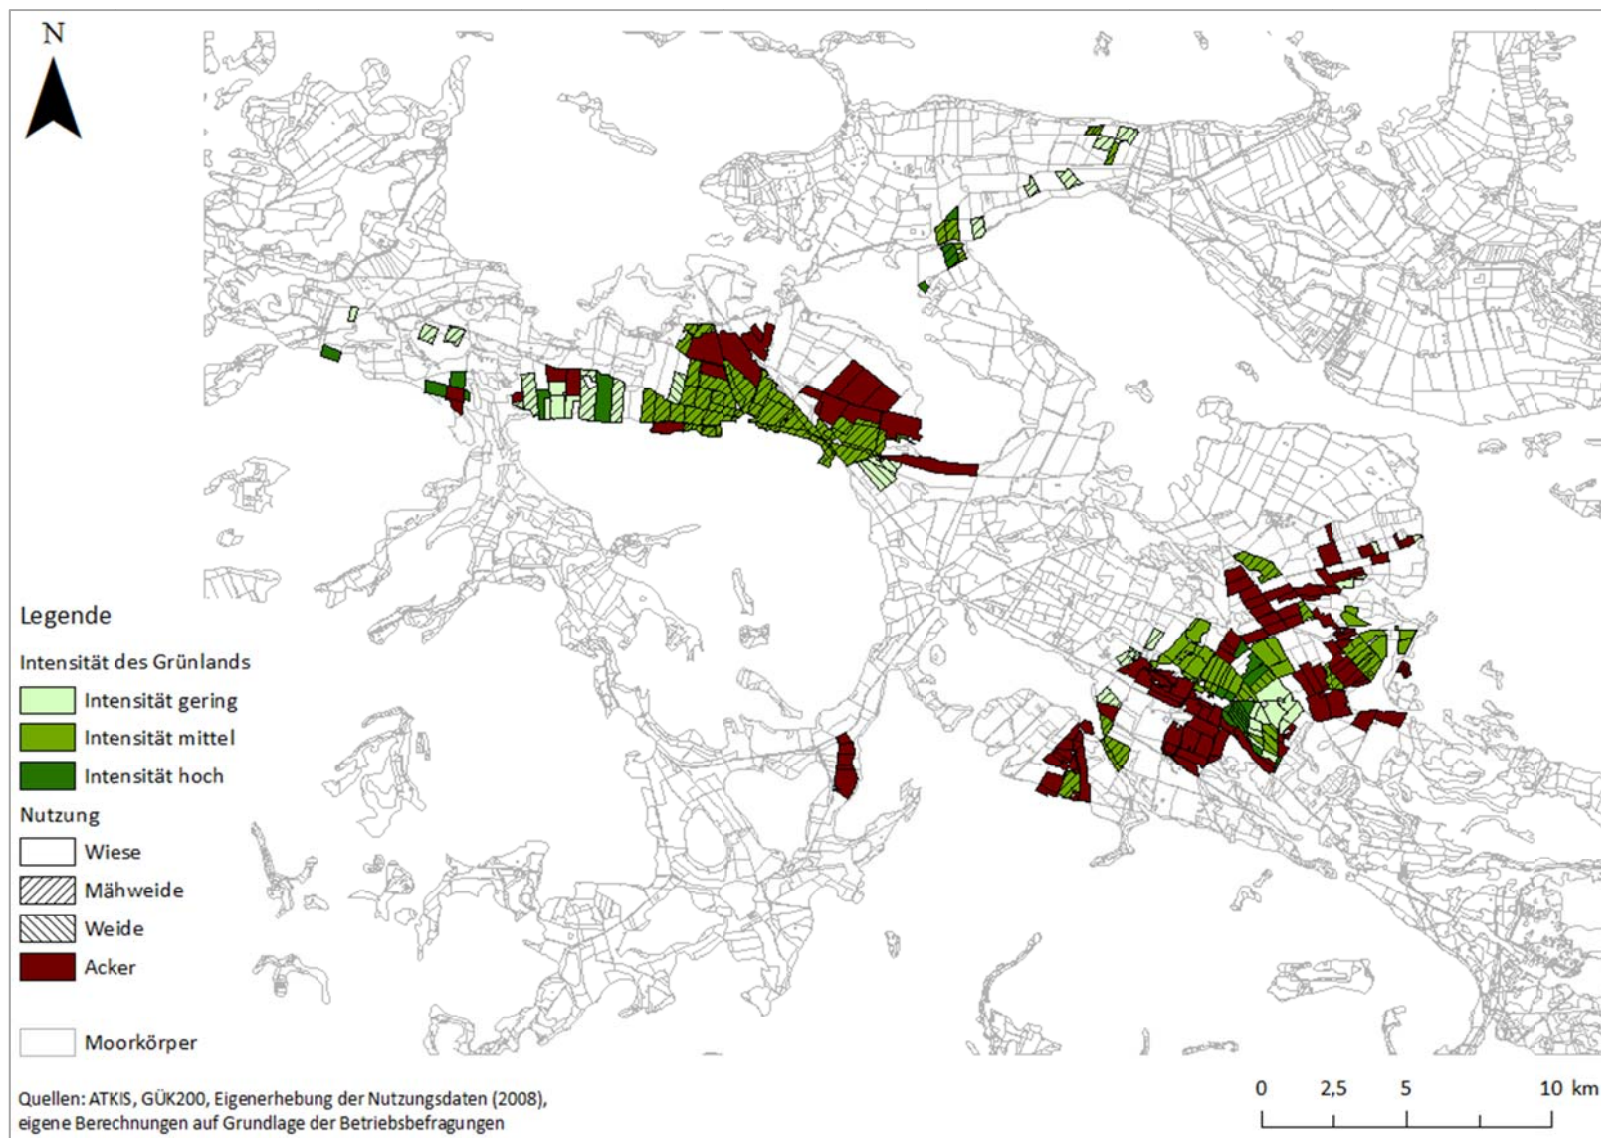 N
Legende
Intensität des Grünlands
Intensität gering
Intensität mittel
Intensität hoch
Nutzung
Wiese
Mähweide
Weide
Acker
Moorkörper
Quellen: ATKIS, GÜK200, Eigenerhebung der Nutzungsdaten (2008),
eigene Berechnungen auf Grundlage der Betriebsbefragungen
0 2,5 5 10 km